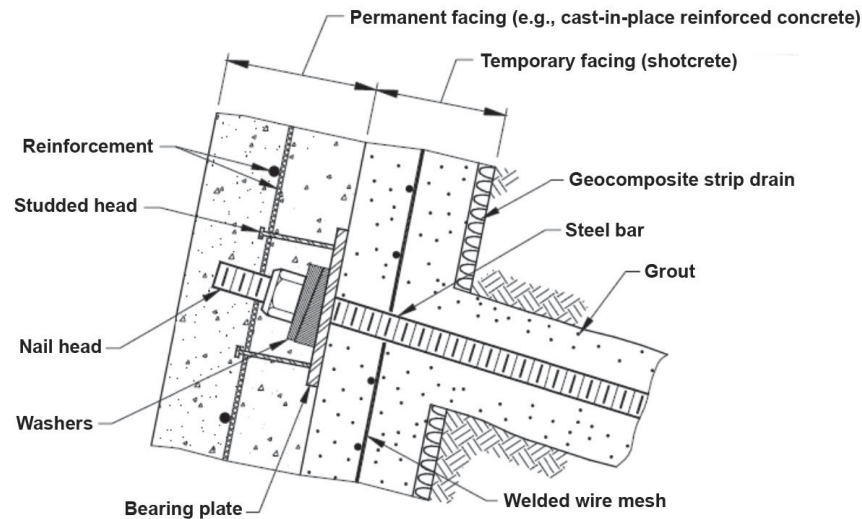 Permanent facing (e.g., cast-in-place reinforced concrete)
Temporary facing (shotcrete)
Reinforcement
Geocomposite strip drain
Studded head
Steel bar
Grout
Nail head
Washers
Welded wire mesh
Bearing plate